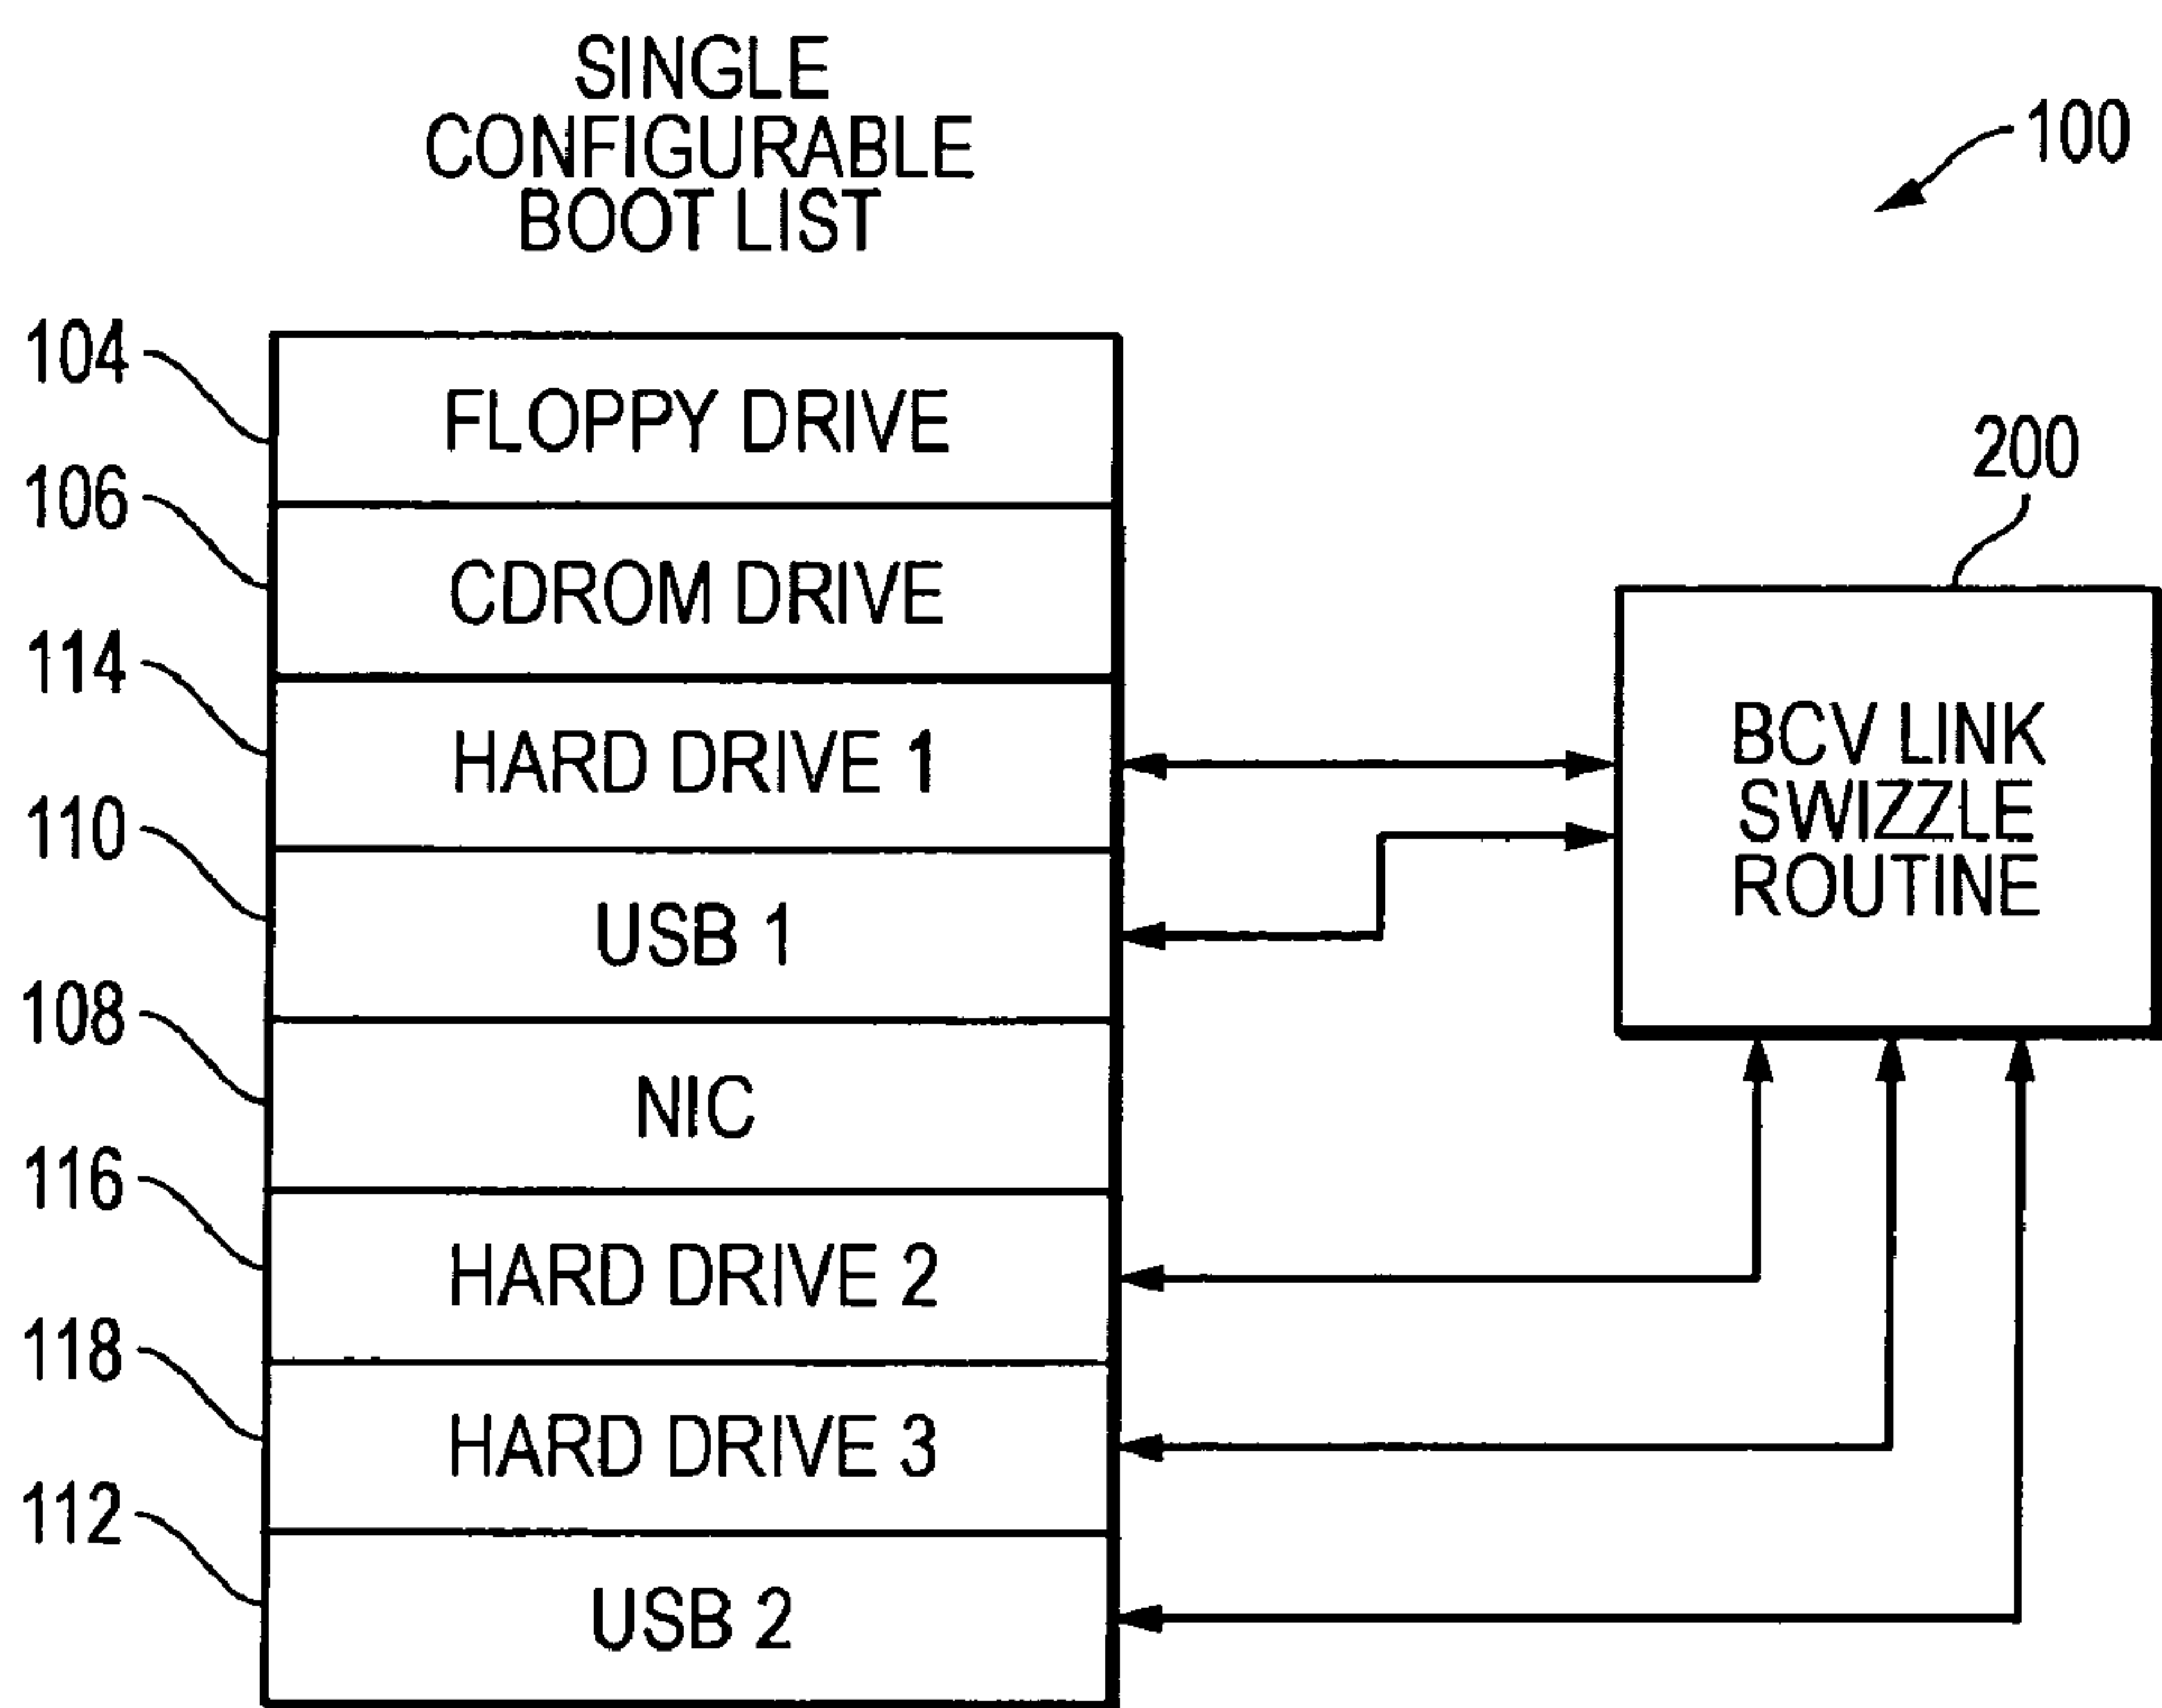 SINGLE
CONFIGURABLE
BOOT LIST
100
104
FLOPPY DRIVE
200
106
CDROM DRIVE
114
HARD DRIVE 1
BCV LINK
SWIZZLE
ROUTINE
110
USB 1
108
NIC
116
HARD DRIVE 2
118
HARD DRIVE 3
112
USB 2